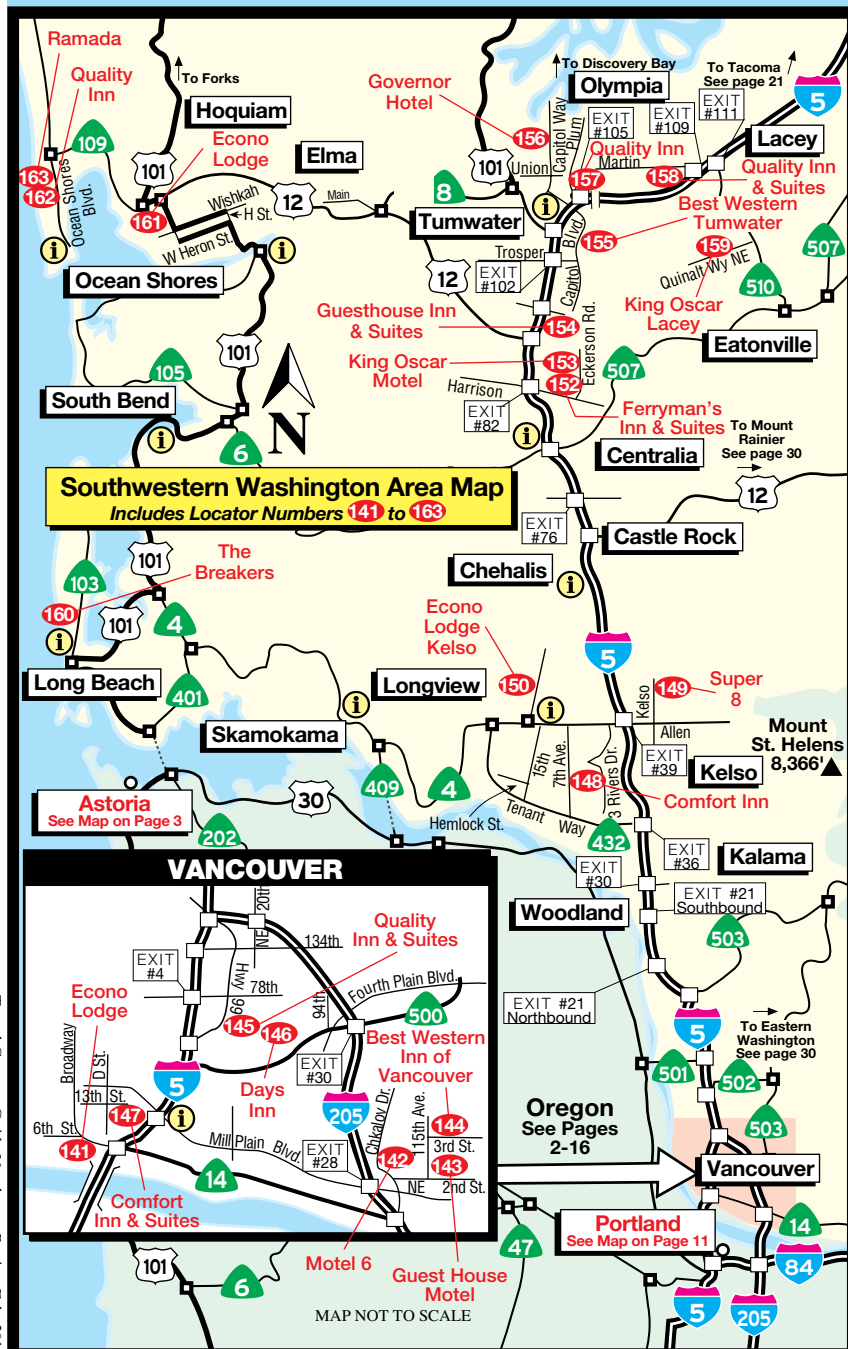 Ramada
To Forks
Quality
Inn
Hoquiam
109
101
Econo
Lodge
Elma
163
162
161
Ocean Shores
Blvd.
Wishkah
H St.
W Heron St.
12
Main
Ocean Shores
101
105
South Bend
6
N
Governor
Hotel
To Discovery Bay
Olympia
To Tacoma
See page 21
5
156
Capitol Way
Plum
EXIT
#105
EXIT
#109
EXIT
#111
Lacey
101
Union
Quality Inn
Martin
157
158
Quality Inn
& Suites
8
Tumwater
Best Western
Tumwater
155
Trosper
EXIT
#102
Capitol
Blvd.
159
Quinalt Wy NE
507
510
King Oscar
Lacey
12
Guesthouse Inn
& Suites
154
Eatonville
King Oscar
Motel
153
Eckerson Rd.
507
Harrison
152
EXIT
#82
Ferryman's
Inn & Suites
To Mount
Rainier
See page 30
Centralia
12
Southwestern Washington Area Map
Includes Locator Numbers 141 to 163
EXIT
#76
Castle Rock
Chehalis
101
The
Breakers
103
160
101
4
Long Beach
401
Econo
Lodge
Kelso
5
150
Longview
Kelso
149
Super
8
Allen
Skamokama
EXIT
#39
Kelso
Mount
St. Helens
8,366'
15th
7th Ave.
148
3 Rivers Dr.
Comfort Inn
409
4
Hemlock St.
Tenant Way
432
EXIT
#36
Astoria
See Map on Page 3
30
202
EXIT
#30
Kalama
EXIT #21
Southbound
Woodland
503
EXIT #21
Northbound
5
To Eastern
Washington
See page 30
501
502
503
Oregon
See Pages
2-16
Vancouver
14
Portland
See Map on Page 11
84
5
205
47
VANCOUVER
20th
NE
134th
Quality
Inn & Suites
EXIT
#4
Hwy 99
78th
94th
Fourth Plain Blvd.
Econo
Lodge
145
146
500
Best Western
Inn of
Vancouver
Broadway
D St.
EXIT
#30
Days
Inn
5
13th St.
205
Chkalov Dr.
115th Ave.
144
6th St.
147
141
Mill Plain Blvd.
EXIT
#28
142
3rd St.
143
14
NE 2nd St.
Comfort
Inn & Suites
Motel 6
Guest House
Motel
101
6
MAP NOT TO SCALE